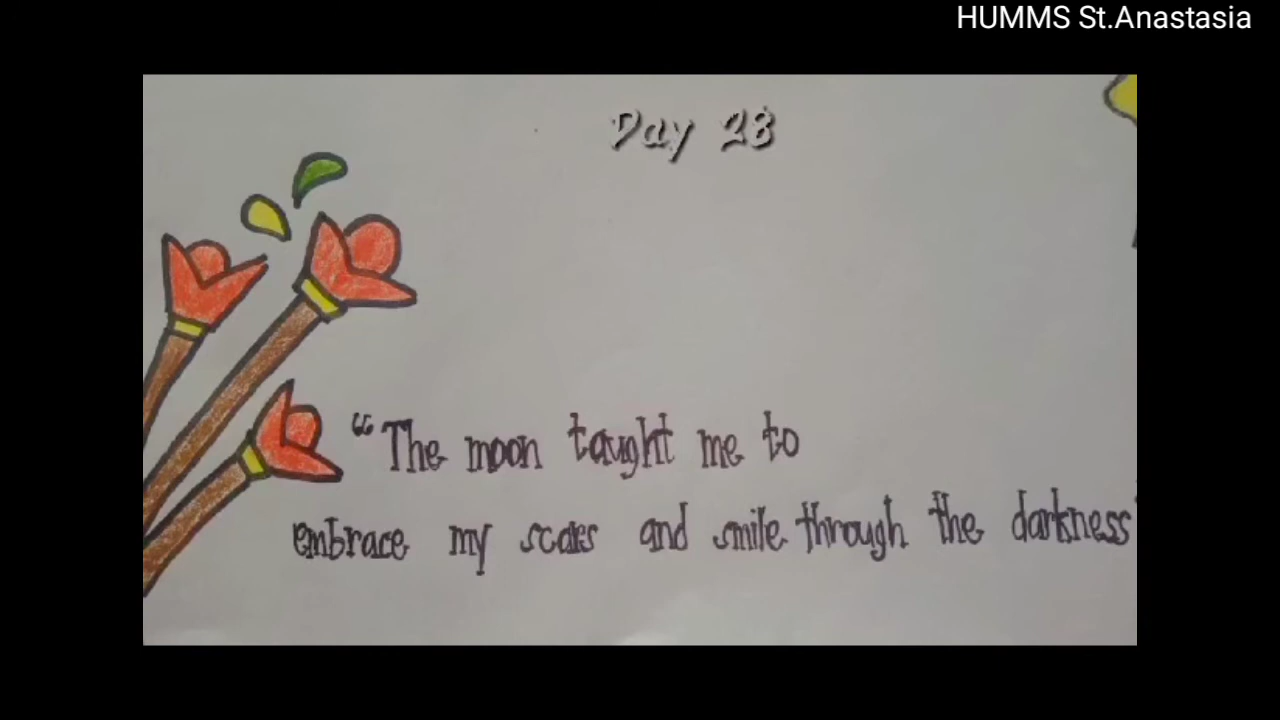 HUMMS St.Anastasia
Day 28
“The moon taught me to
embrace my scars and smile through the darkness"